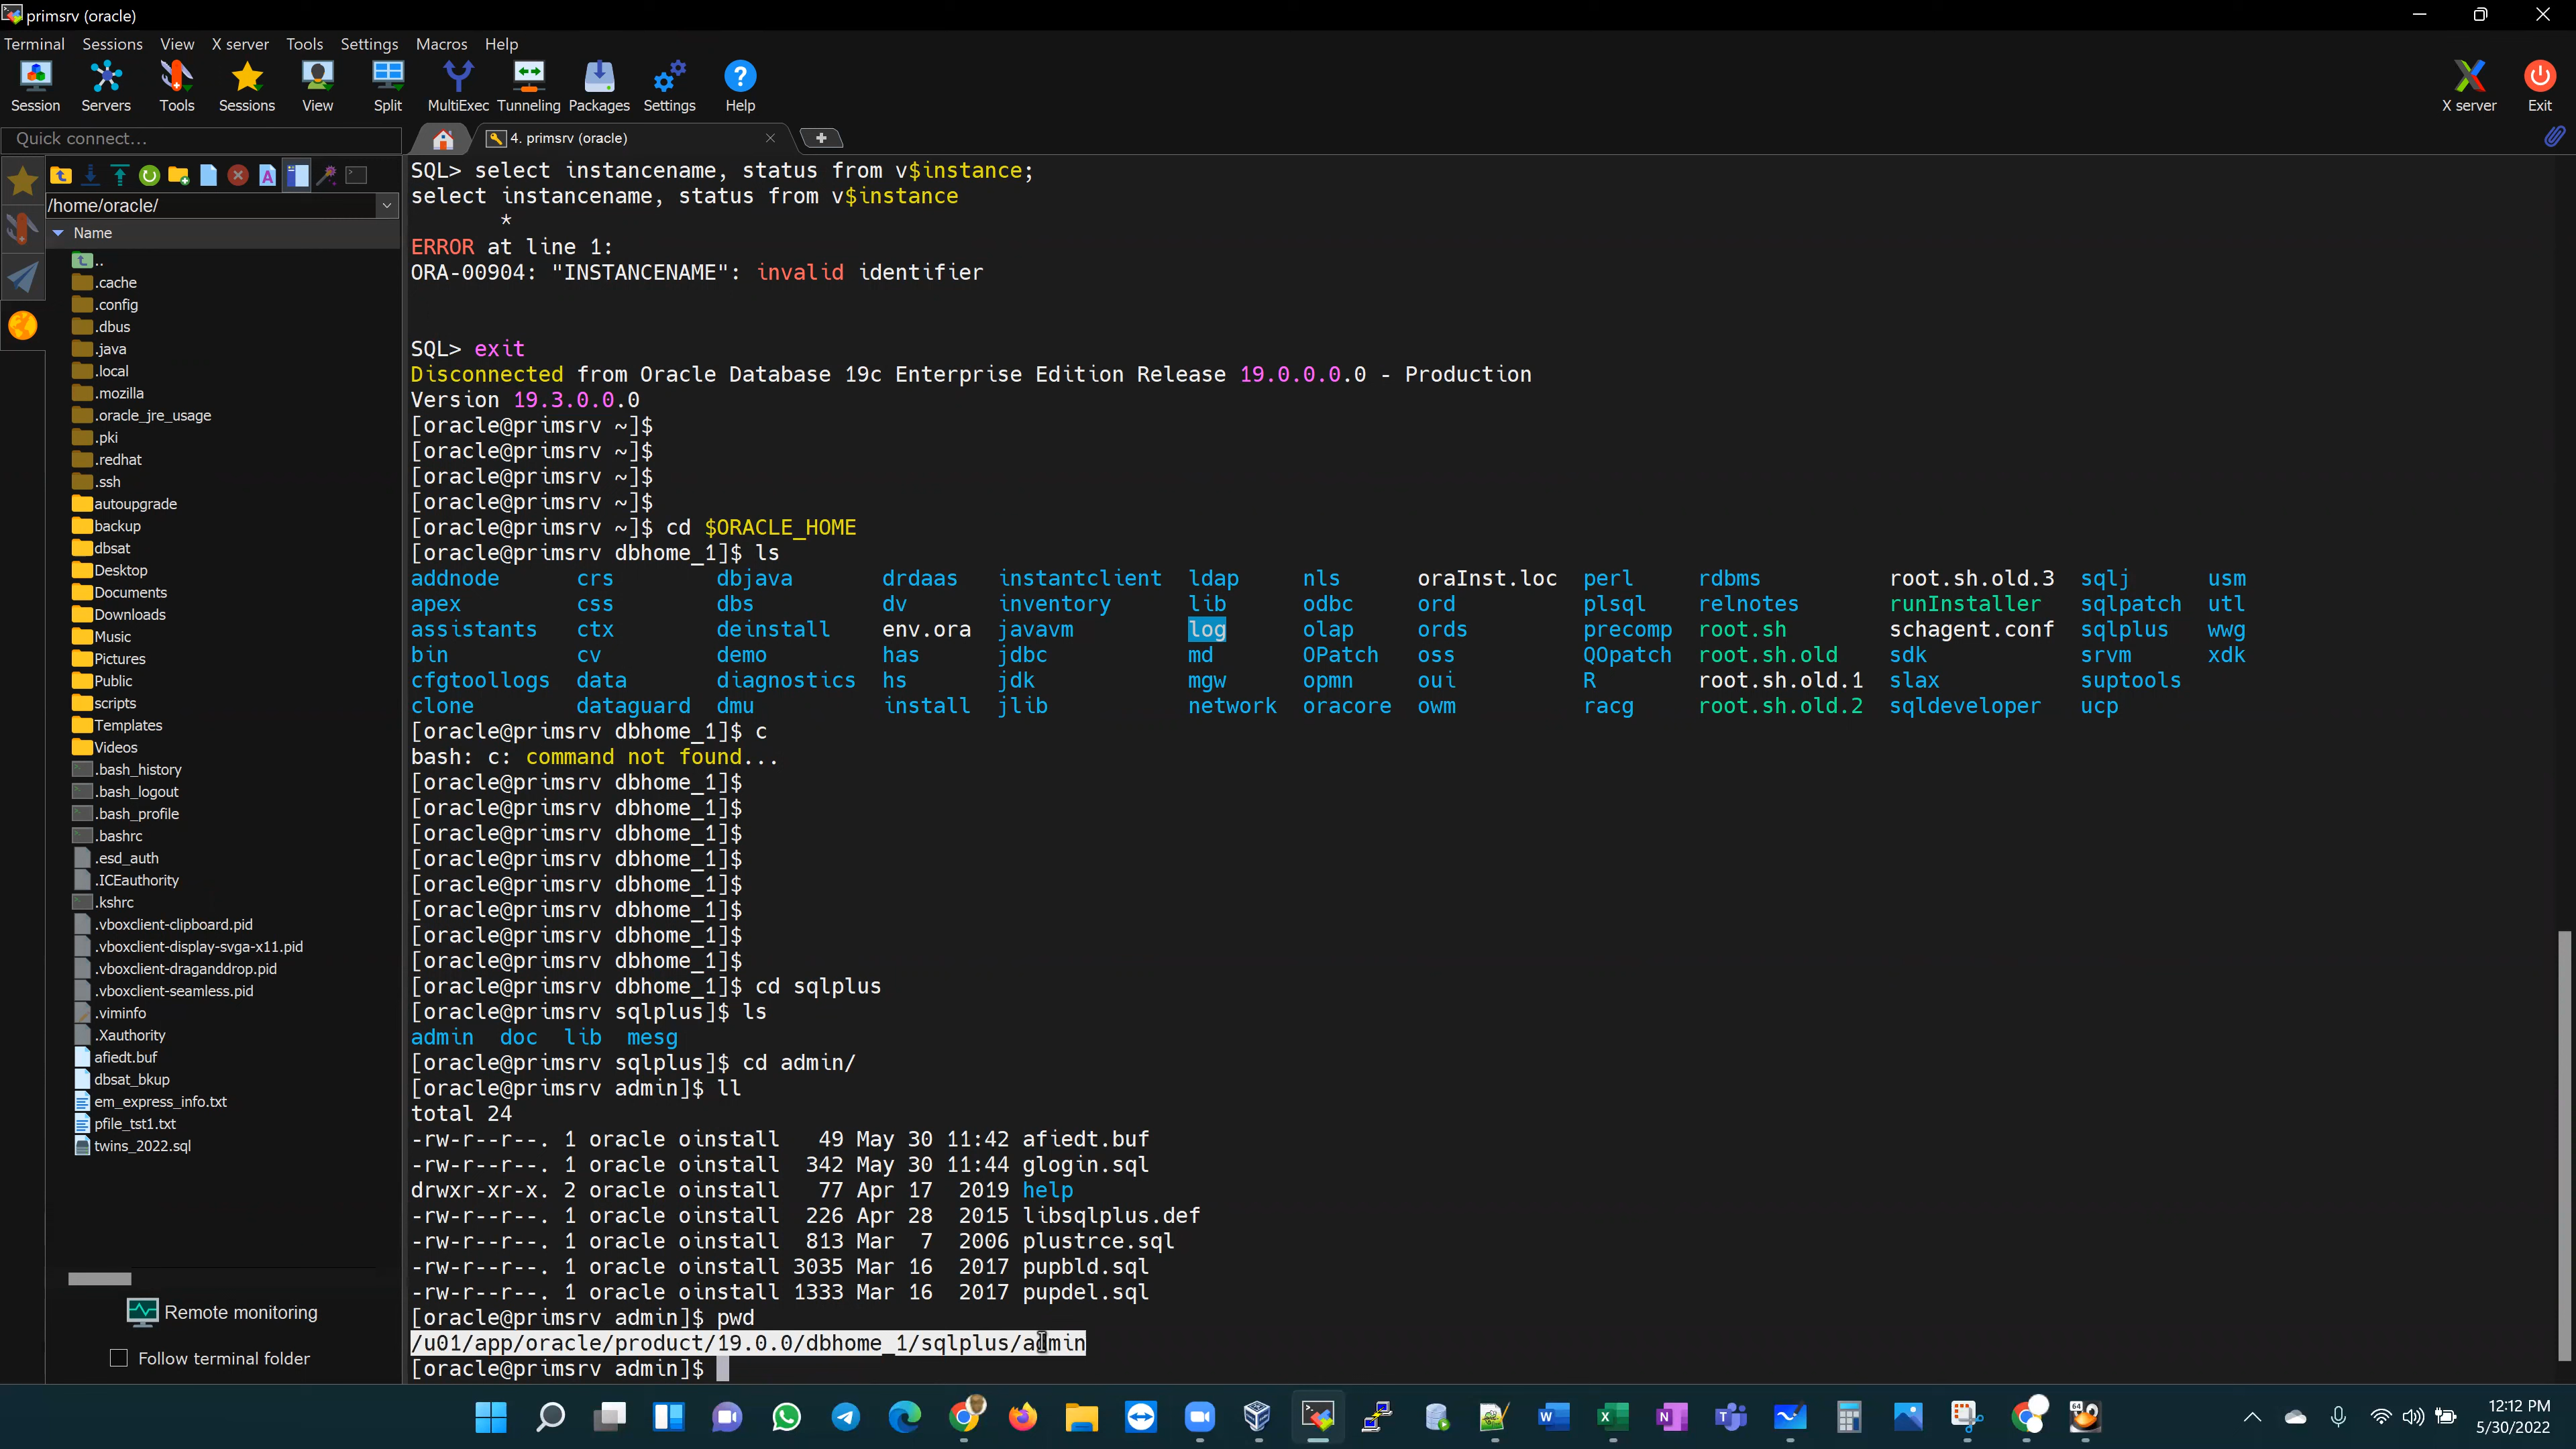 primsrv (oracle)
Terminal Sessions View X server Tools Settings Macros Help
Session Servers Tools Sessions View Split MultiExec Tunneling Packages Settings Help X server Exit
Quick connect...
4. primsrv (oracle)
/home/oracle/
Name
..
.cache
.config
.dbus
.java
.local
.mozilla
.oracle_jre_usage
.pki
.redhat
.ssh
autoupgrade
backup
dbsat
Desktop
Documents
Downloads
Music
Pictures
Public
scripts
Templates
Videos
.bash_history
.bash_logout
.bash_profile
.bashrc
.esd_auth
.ICEauthority
.kshrc
.vboxclient-clipboard.pid
.vboxclient-display-svga-x11.pid
.vboxclient-draganddrop.pid
.vboxclient-seamless.pid
.viminfo
.Xauthority
afiedt.buf
dbsat_bkup
em_express_info.txt
pfile_tst1.txt
twins_2022.sql
Remote monitoring
Follow terminal folder
SQL> select instancename, status from v$instance;
select instancename, status from v$instance
*
ERROR at line 1:
ORA-00904: "INSTANCENAME": invalid identifier
SQL> exit
Disconnected from Oracle Database 19c Enterprise Edition Release 19.0.0.0.0 - Production
Version 19.3.0.0.0
[oracle@primsrv ~]$
[oracle@primsrv ~]$
[oracle@primsrv ~]$
[oracle@primsrv ~]$
[oracle@primsrv ~]$ cd $ORACLE_HOME
[oracle@primsrv dbhome_1]$ ls
addnode crs dbjava drdaas instantclient ldap nls oraInst.loc perl rdbms root.sh.old.3 sqlj usm
apex css dbs dv inventory lib odbc ord plsql relnotes runInstaller sqlpatch utl
assistants ctx deinstall env.ora javavm log olap ords precomp root.sh schagent.conf sqlplus wwg
bin cv demo has jdbc md OPatch oss QOpatch root.sh.old sdk srvm xdk
cfgtoollogs data diagnostics hs jdk mgw opmn oui R root.sh.old.1 slax suptools
clone dataguard dmu install jlib network oracore owm racg root.sh.old.2 sqldeveloper ucp
[oracle@primsrv dbhome_1]$ c
bash: c: command not found...
[oracle@primsrv dbhome_1]$
[oracle@primsrv dbhome_1]$
[oracle@primsrv dbhome_1]$
[oracle@primsrv dbhome_1]$
[oracle@primsrv dbhome_1]$
[oracle@primsrv dbhome_1]$
[oracle@primsrv dbhome_1]$
[oracle@primsrv dbhome_1]$
[oracle@primsrv dbhome_1]$ cd sqlplus
[oracle@primsrv sqlplus]$ ls
admin doc lib mesg
[oracle@primsrv sqlplus]$ cd admin/
[oracle@primsrv admin]$ ll
total 24
-rw-r--r--. 1 oracle oinstall 49 May 30 11:42 afiedt.buf
-rw-r--r--. 1 oracle oinstall 342 May 30 11:44 glogin.sql
drwxr-xr-x. 2 oracle oinstall 77 Apr 17 2019 help
-rw-r--r--. 1 oracle oinstall 226 Apr 28 2015 libsqlplus.def
-rw-r--r--. 1 oracle oinstall 813 Mar 7 2006 plustrce.sql
-rw-r--r--. 1 oracle oinstall 3035 Mar 16 2017 pupbld.sql
-rw-r--r--. 1 oracle oinstall 1333 Mar 16 2017 pupdel.sql
[oracle@primsrv admin]$ pwd
/u01/app/oracle/product/19.0.0/dbhome_1/sqlplus/admin
[oracle@primsrv admin]$
12:12 PM
5/30/2022